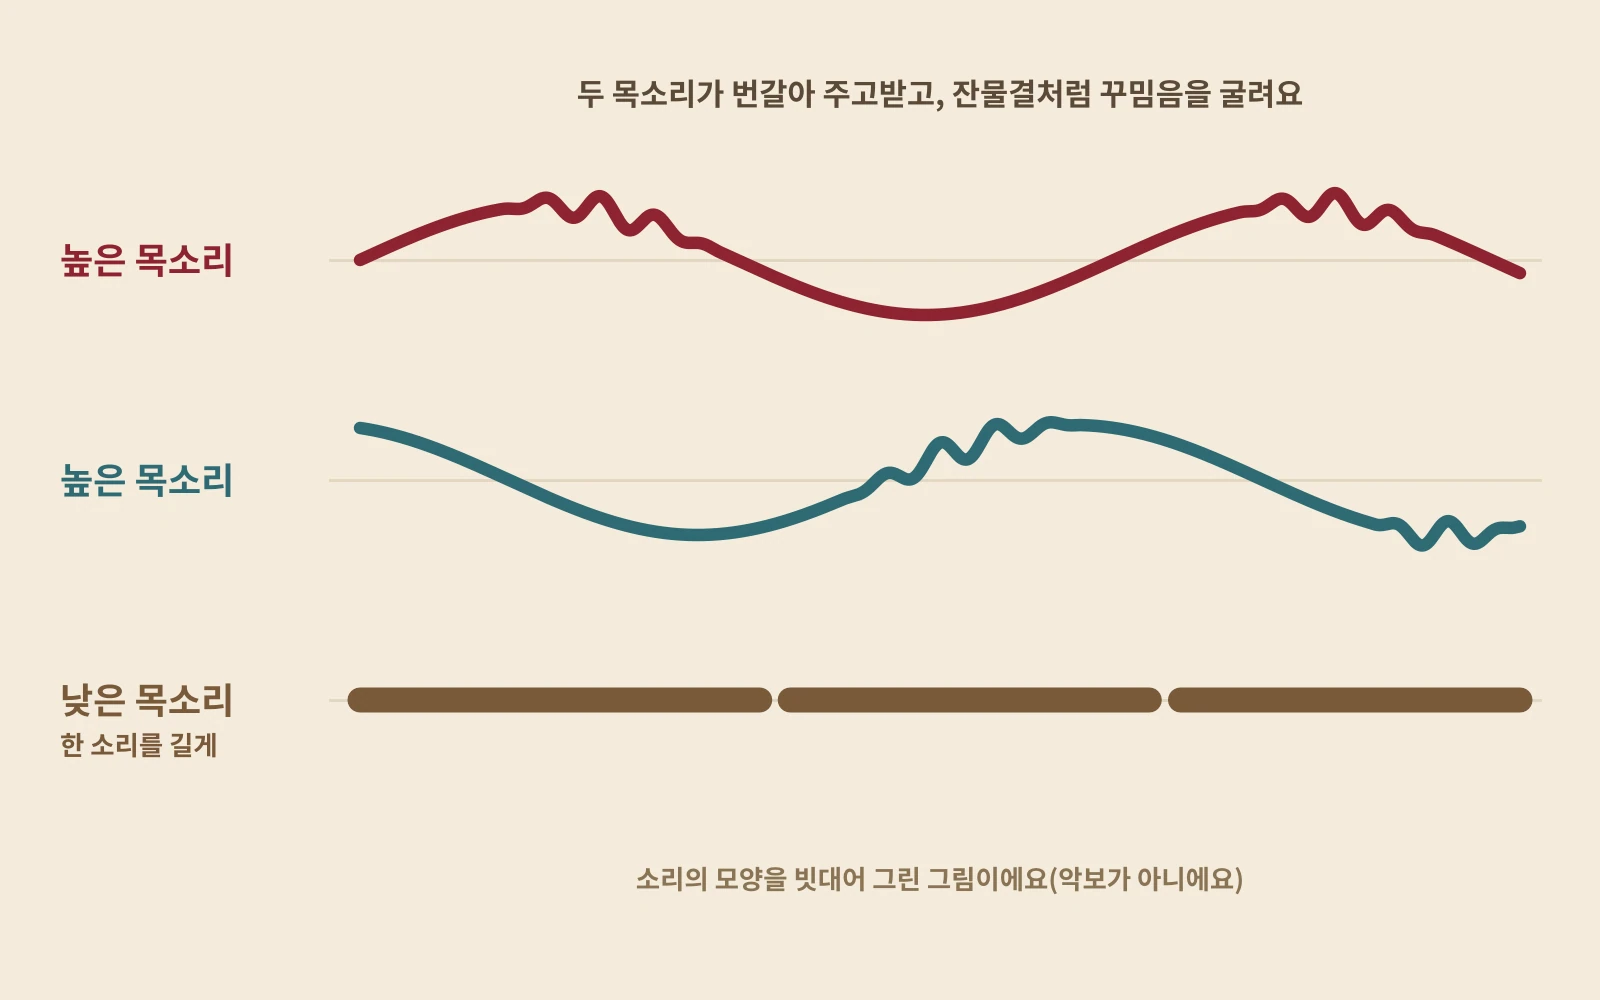 두 목소리가 번갈아 주고받고, 잔물결처럼 꾸밈음을 굴려요
높은 목소리
높은 목소리
낮은 목소리
한 소리를 길게
소리의 모양을 빗대어 그린 그림이에요(악보가 아니에요)